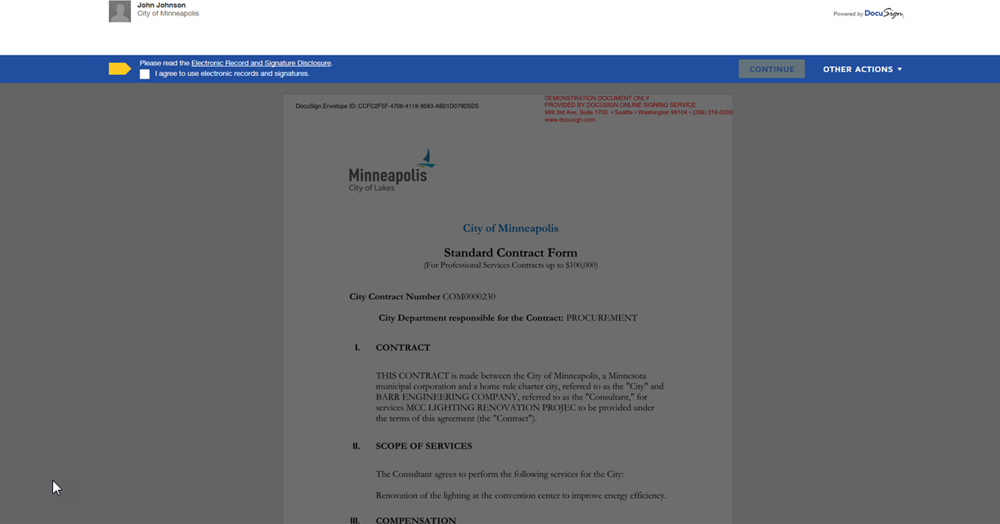 John Johnson
City of Minneapolis
Powered by DocuSign
Please read the Electronic Record and Signature Disclosure.
I agree to use electronic records and signatures.
CONTINUE
OTHER ACTIONS
DocuSign Envelope ID: CCFC2F5F-4706-4118-9583-AB01D079D5D5
DEMONSTRATION DOCUMENT ONLY
PROVIDED BY DOCUSIGN ONLINE SIGNING SERVICE
999 3rd Ave, Suite 1700 • Seattle • Washington 98104 • (206) 219-0200
www.docusign.com
Minneapolis
City of Lakes
City of Minneapolis
Standard Contract Form
(For Professional Services Contracts up to $100,000)
City Contract Number COM0000230
City Department responsible for the Contract: PROCUREMENT
I. CONTRACT
THIS CONTRACT is made between the City of Minneapolis, a Minnesota
municipal corporation and a home rule charter city, referred to as the "City" and
BARR ENGINEERING COMPANY, referred to as the "Consultant," for
services MCC LIGHTING RENOVATION PROJEC to be provided under
the terms of this agreement (the "Contract").
II. SCOPE OF SERVICES
The Consultant agrees to perform the following services for the City:
Renovation of the lighting at the convention center to improve energy efficiency.
III. COMPENSATION